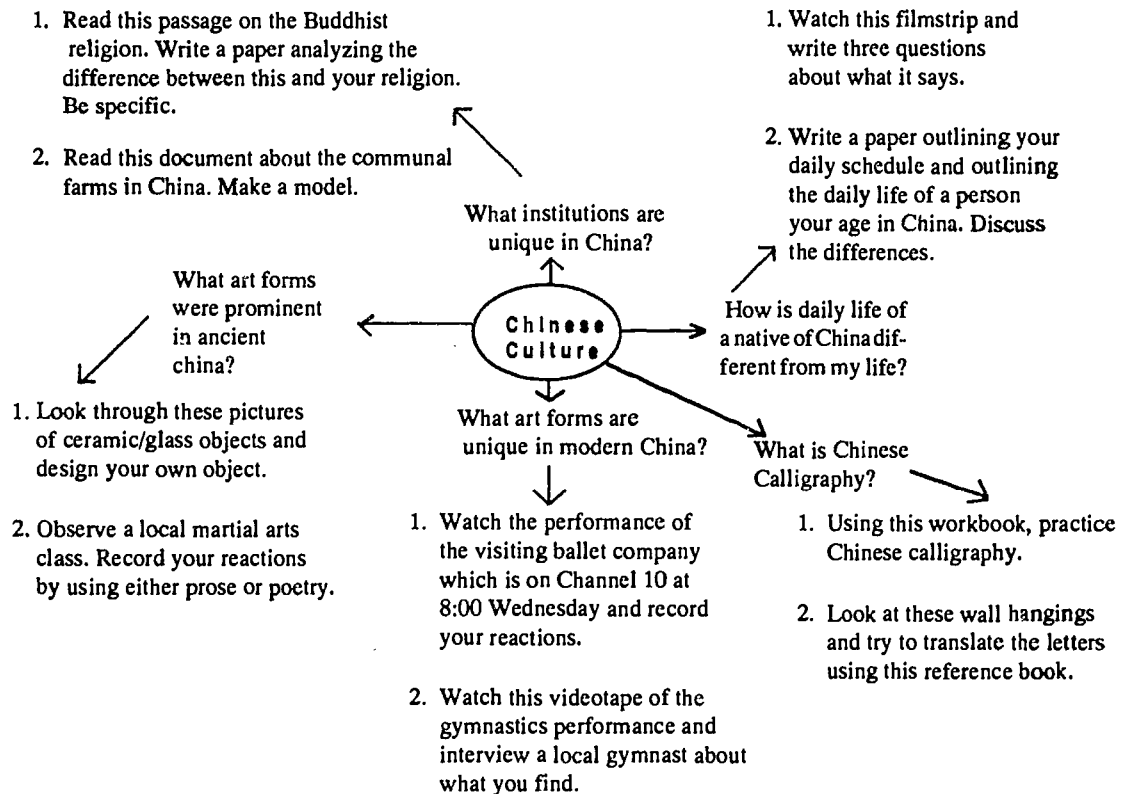 1. Read this passage on the Buddhist
religion. Write a paper analyzing the
difference between this and your religion.
Be specific.
2. Read this document about the communal
farms in China. Make a model.
What institutions are
unique in China?
1. Watch this filmstrip and
write three questions
about what it says.
2. Write a paper outlining your
daily schedule and outlining
the daily life of a person
your age in China. Discuss
the differences.
How is daily life of
a native of China dif-
ferent from my life?
What art forms
were prominent
in ancient
china?
Chinese
Culture
1. Look through these pictures
of ceramic/glass objects and
design your own object.
2. Observe a local martial arts
class. Record your reactions
by using either prose or poetry.
What art forms are
unique in modern China?
1. Watch the performance of
the visiting ballet company
which is on Channel 10 at
8:00 Wednesday and record
your reactions.
2. Watch this videotape of the
gymnastics performance and
interview a local gymnast about
what you find.
What is Chinese
Calligraphy?
1. Using this workbook, practice
Chinese calligraphy.
2. Look at these wall hangings
and try to translate the letters
using this reference book.